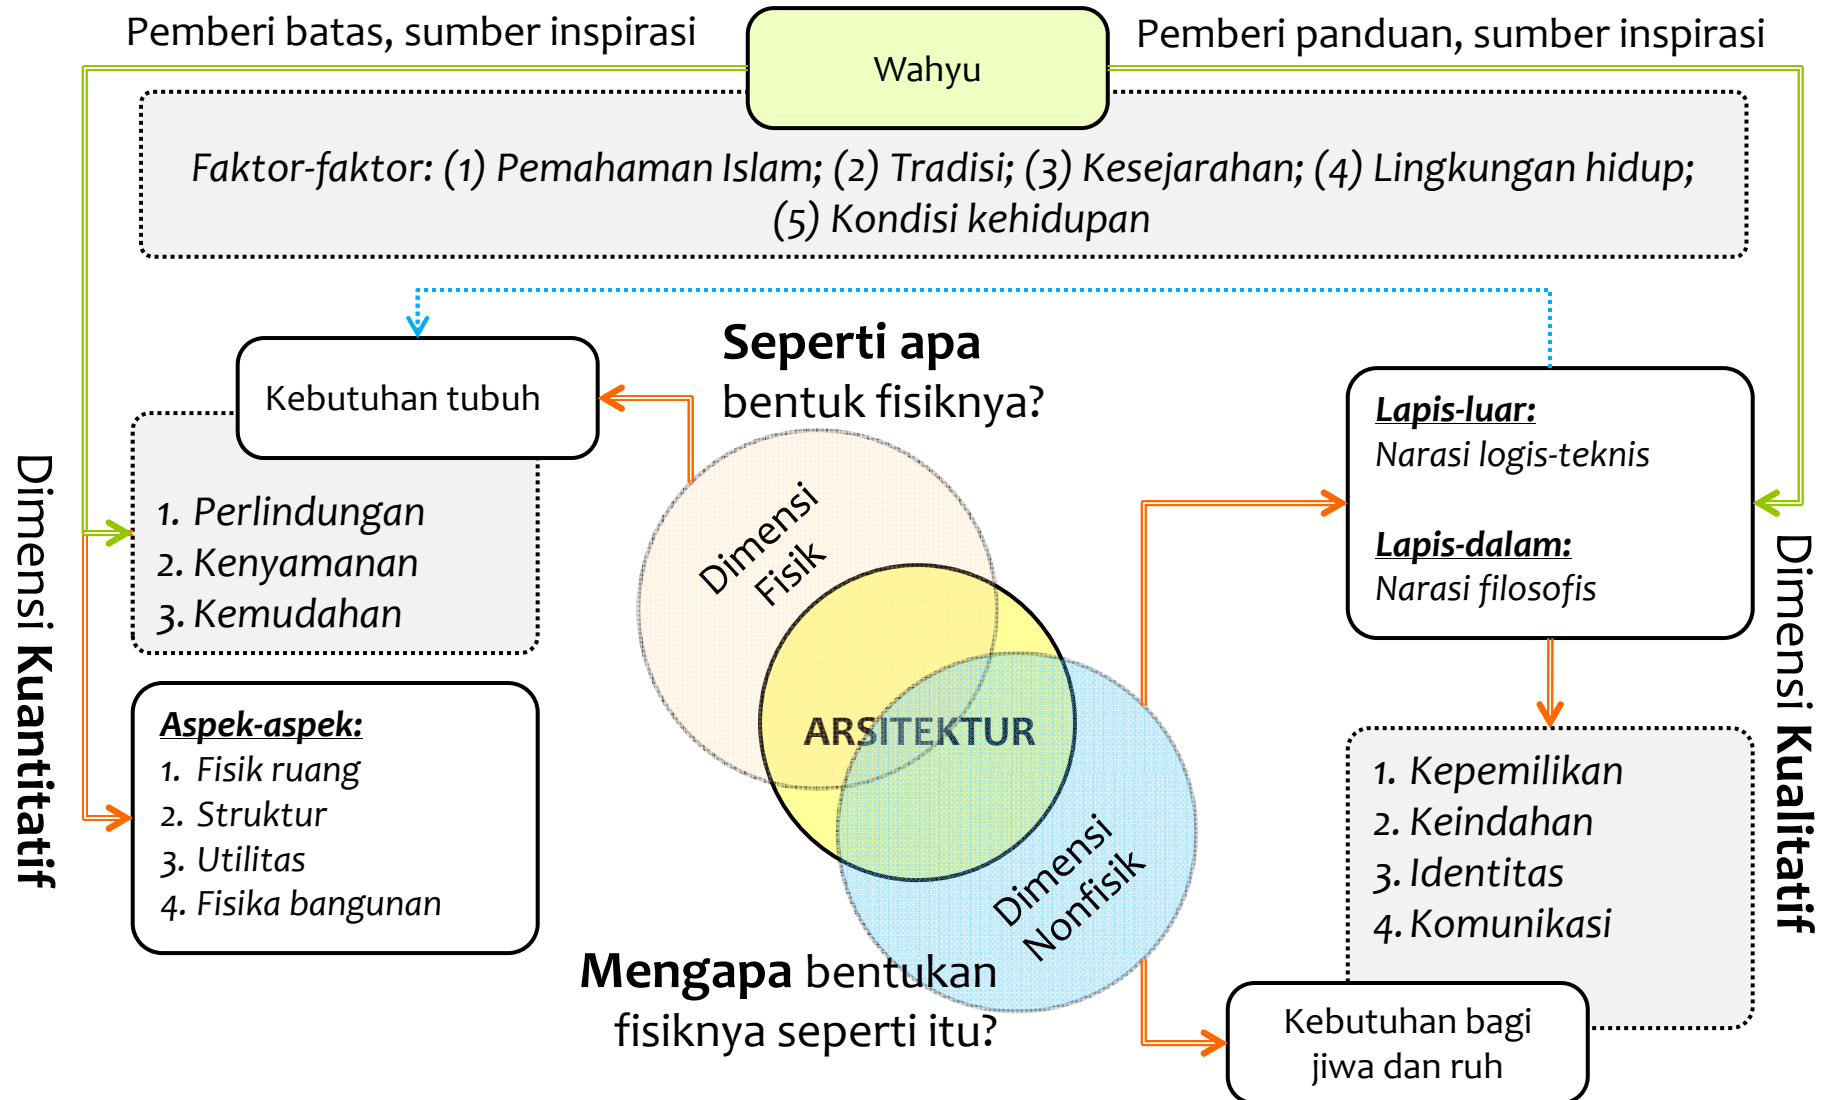 Pemberi batas, sumber inspirasi
Wahyu
Pemberi panduan, sumber inspirasi
Faktor-faktor: (1) Pemahaman Islam; (2) Tradisi; (3) Kesejarahan; (4) Lingkungan hidup;
(5) Kondisi kehidupan
Dimensi Kuantitatif
Kebutuhan tubuh
1. Perlindungan
2. Kenyamanan
3. Kemudahan
Aspek-aspek:
1. Fisik ruang
2. Struktur
3. Utilitas
4. Fisika bangunan
Seperti apa
bentuk fisiknya?
Dimensi
Fisik
ARSITEKTUR
Dimensi
Nonfisik
Mengapa bentukan
fisiknya seperti itu?
Lapis-luar:
Narasi logis-teknis
Lapis-dalam:
Narasi filosofis
1. Kepemilikan
2. Keindahan
3. Identitas
4. Komunikasi
Kebutuhan bagi
jiwa dan ruh
Dimensi Kualitatif